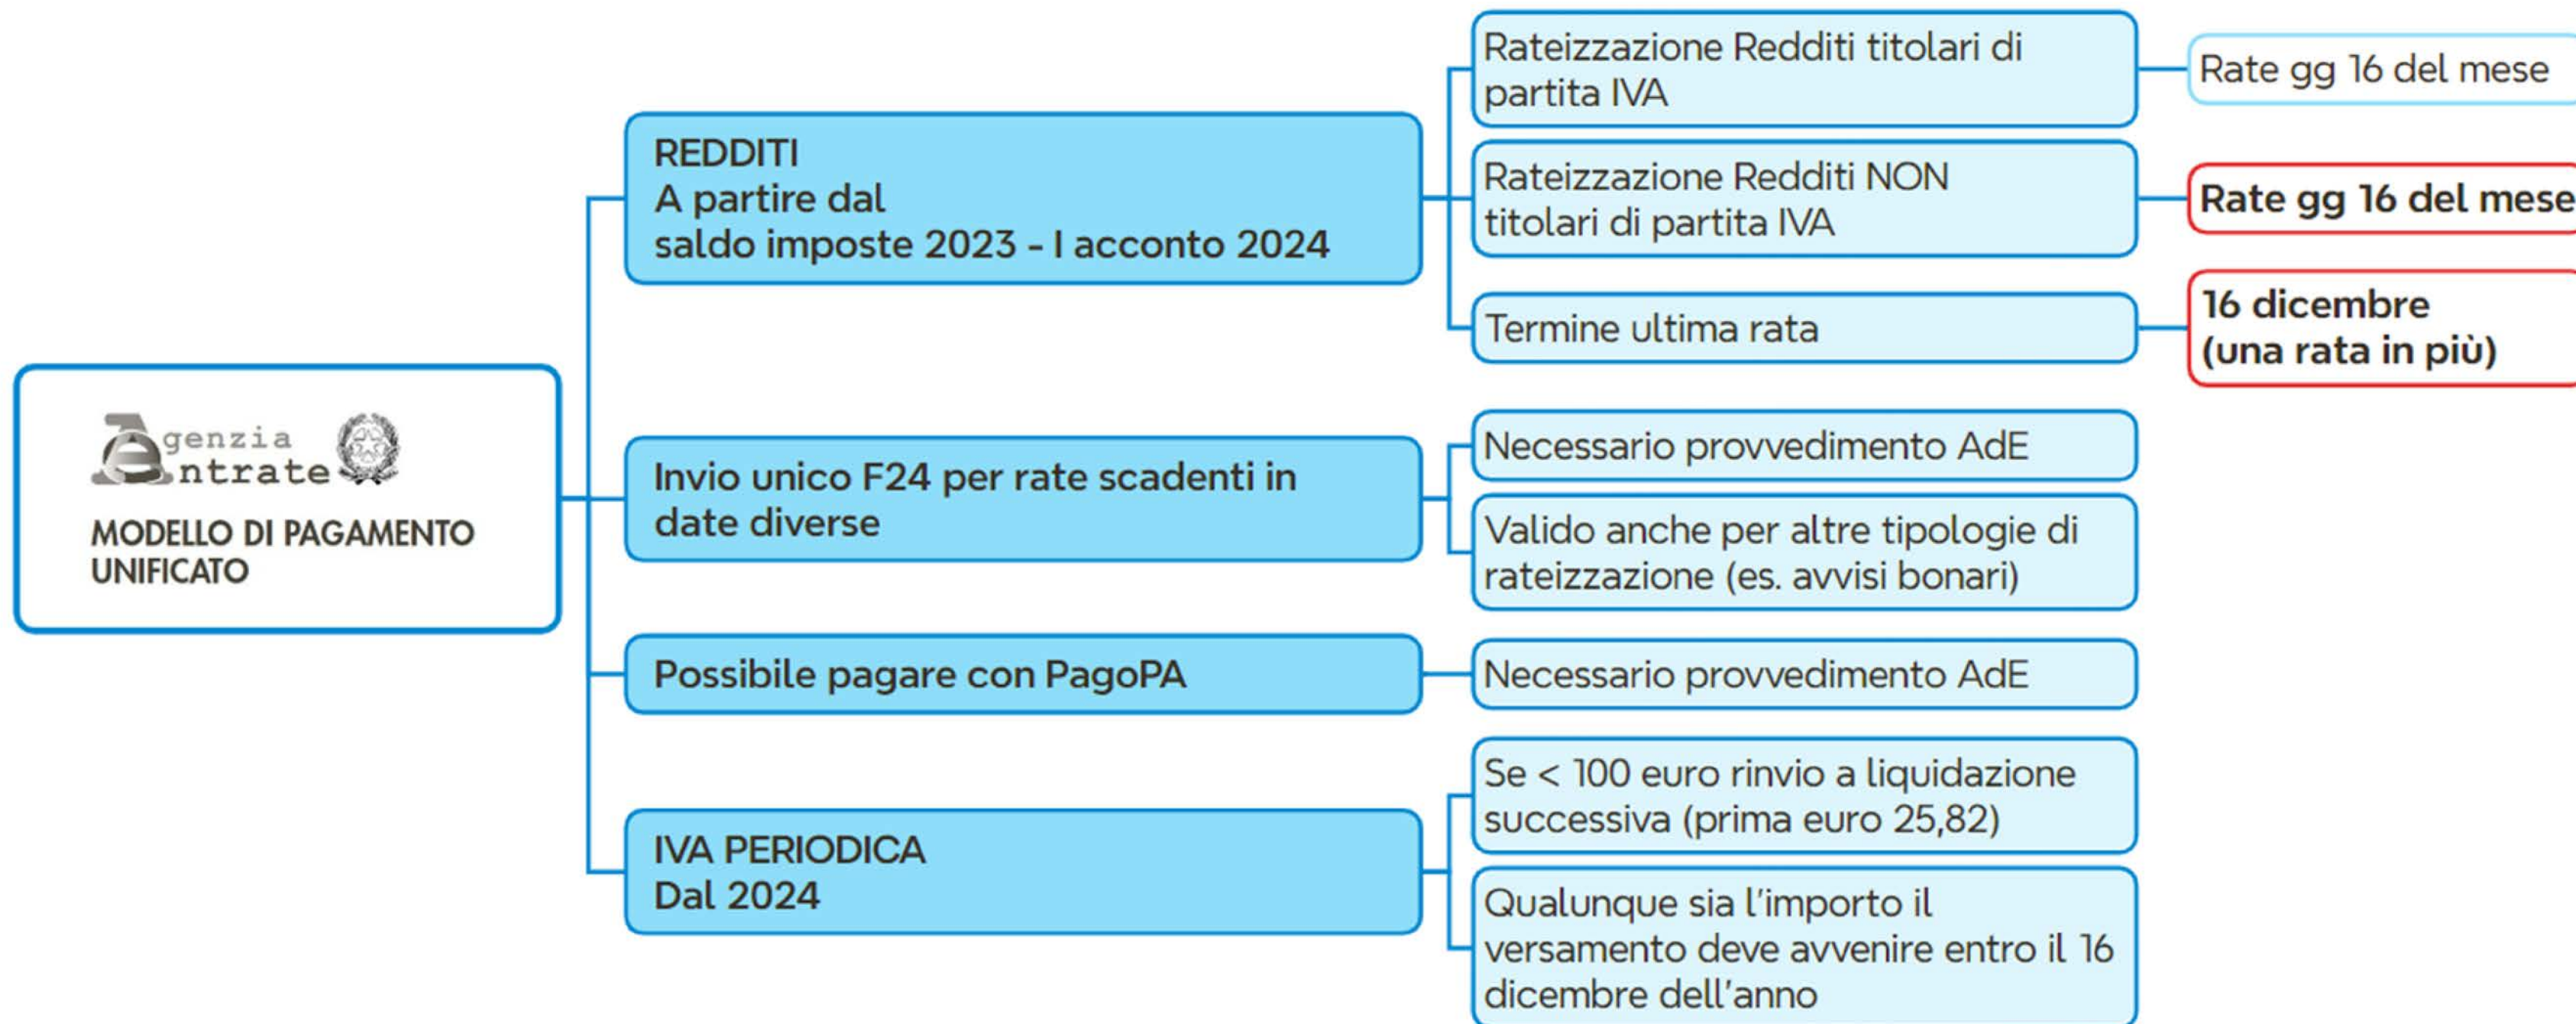 Agenzia
Entrate
MODELLO DI PAGAMENTO
UNIFICATO
REDDITI
A partire dal
saldo imposte 2023 - I acconto 2024
Rateizzazione Redditi titolari di
partita IVA
Rate gg 16 del mese
Rateizzazione Redditi NON
titolari di partita IVA
Rate gg 16 del mese
Termine ultima rata
16 dicembre
(una rata in più)
Invio unico F24 per rate scadenti in
date diverse
Necessario provvedimento AdE
Valido anche per altre tipologie di
rateizzazione (es. avvisi bonari)
Possibile pagare con PagoPA
Necessario provvedimento AdE
IVA PERIODICA
Dal 2024
Se < 100 euro rinvio a liquidazione
successiva (prima euro 25,82)
Qualunque sia l'importo il
versamento deve avvenire entro il 16
dicembre dell'anno